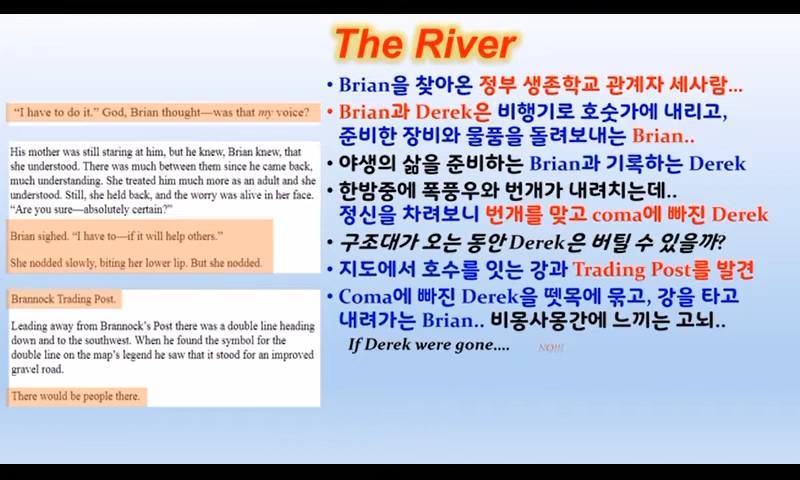 The River
"I have to do it." God, Brian thought—was that my voice?
His mother was still staring at him, but he knew, Brian knew, that
she understood. There was much between them since he came back,
much understanding. She treated him much more as an adult and she
understood. Still, she held back, and the worry was alive in her face.
"Are you sure—absolutely certain?"
Brian sighed. "I have to—if it will help others."
She nodded slowly, biting her lower lip. But she nodded.
Brannock Trading Post.
Leading away from Brannock's Post there was a double line heading
down and to the southwest. When he found the symbol for the
double line on the map's legend he saw that it stood for an improved
gravel road.
There would be people there.
• Brian을 찾아온 정부 생존학교 관계자 세사람...
• Brian과 Derek은 비행기로 호숫가에 내리고,
준비한 장비와 물품을 돌려보내는 Brian..
• 야생의 삶을 준비하는 Brian과 기록하는 Derek
• 한밤중에 폭풍우와 번개가 내려치는데..
정신을 차려보니 번개를 맞고 coma에 빠진 Derek
• 구조대가 오는 동안 Derek은 버틸 수 있을까?
• 지도에서 호수를 잇는 강과 Trading Post를 발견
• Coma에 빠진 Derek을 뗏목에 묶고, 강을 타고
내려가는 Brian.. 비몽사몽간에 느끼는 고뇌..
If Derek were gone.... NO!!!